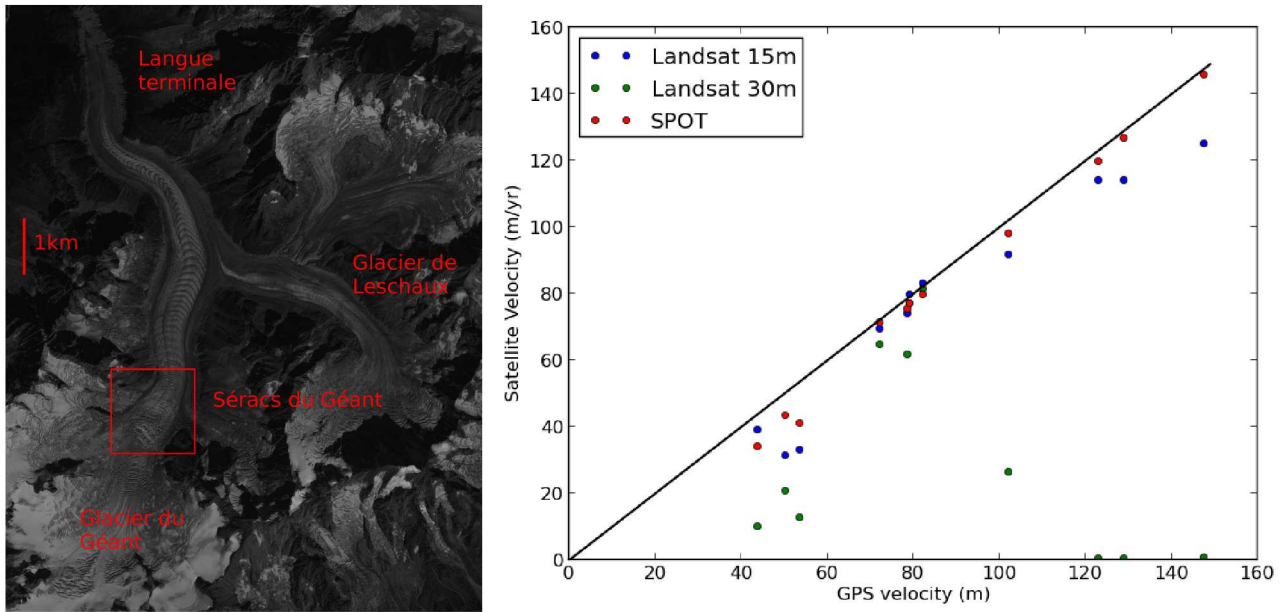 Langue
terminale
1km
Glacier de
Leschaux
Séracs du Géant
Glacier du
Géant
160
140
120
100
80
60
40
20
0
Satellite Velocity (m/yr)
Landsat 15m
Landsat 30m
SPOT
0 20 40 60 80 100 120 140 160
GPS velocity (m)